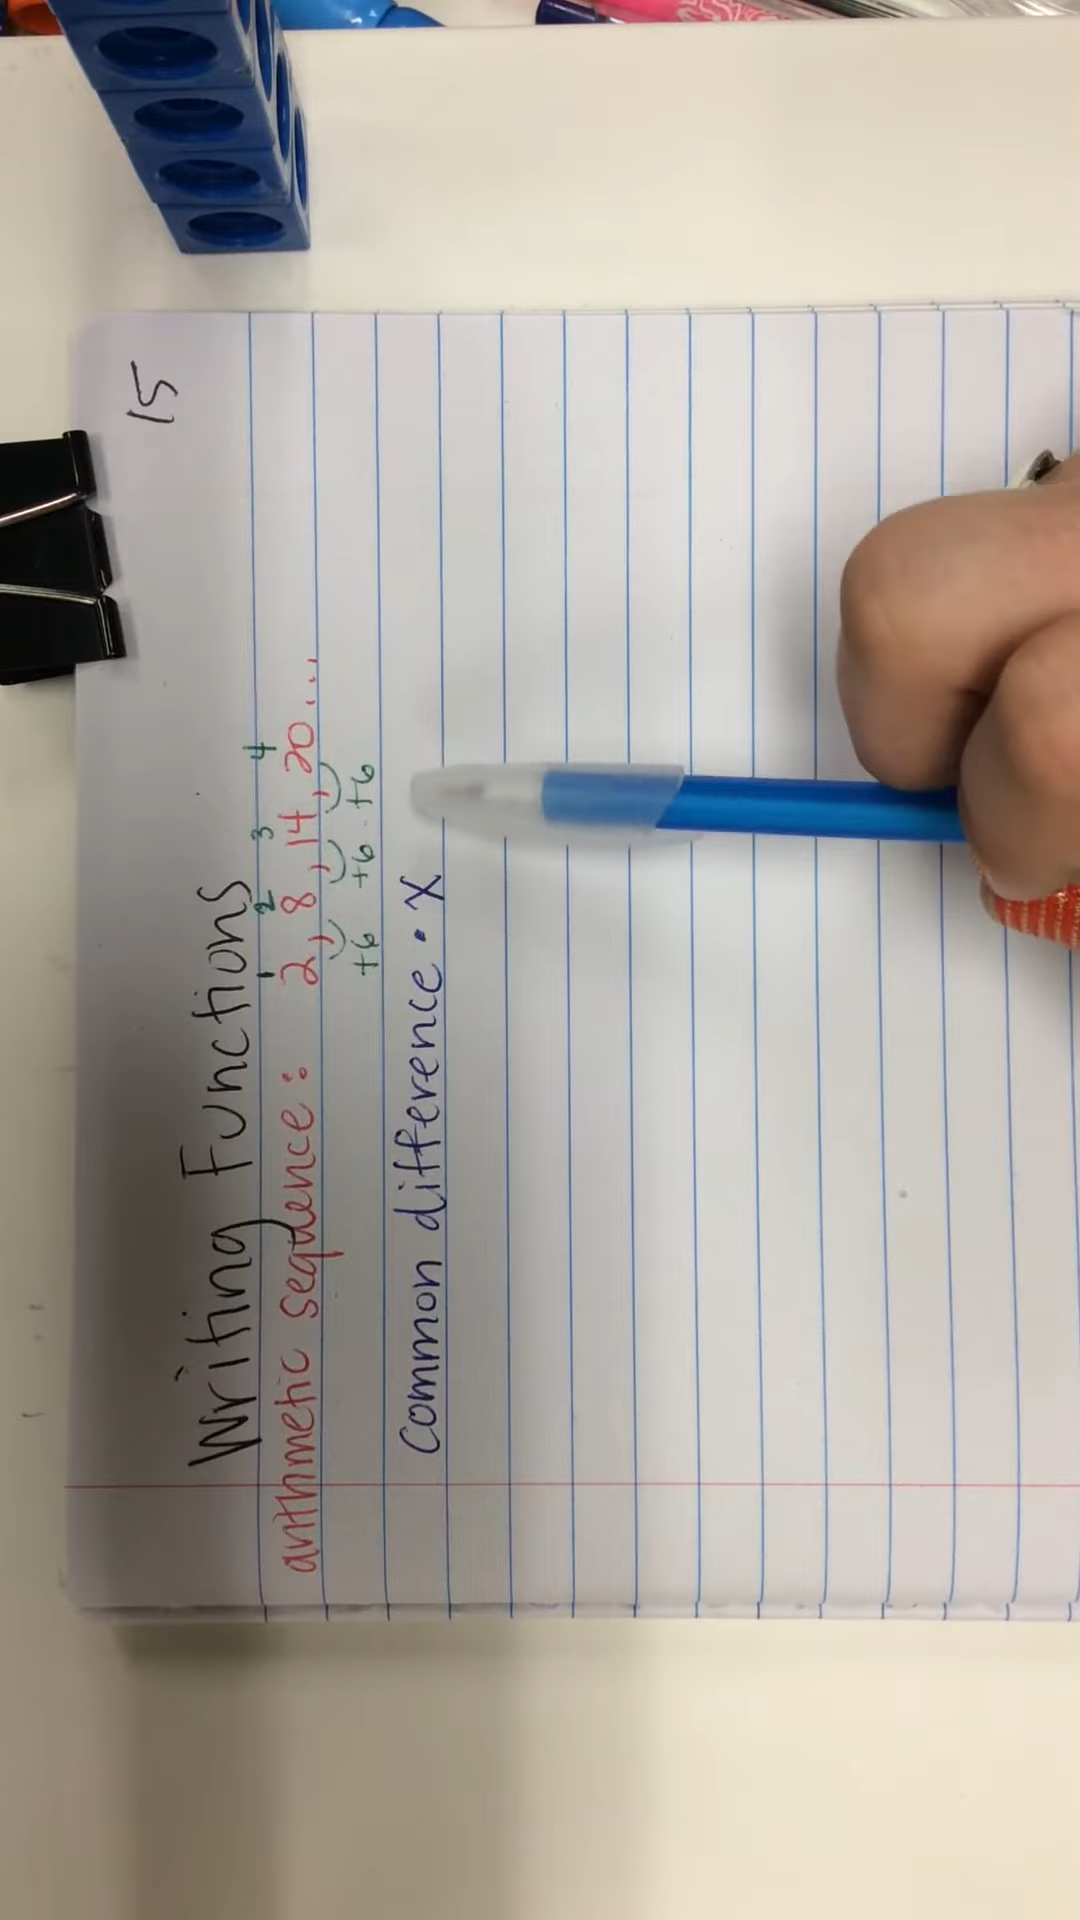 15
Writing Functions
1 2 3 4
arithmetic sequence: 2, 8, 14, 20...
+6 +6 +6
Common difference · X